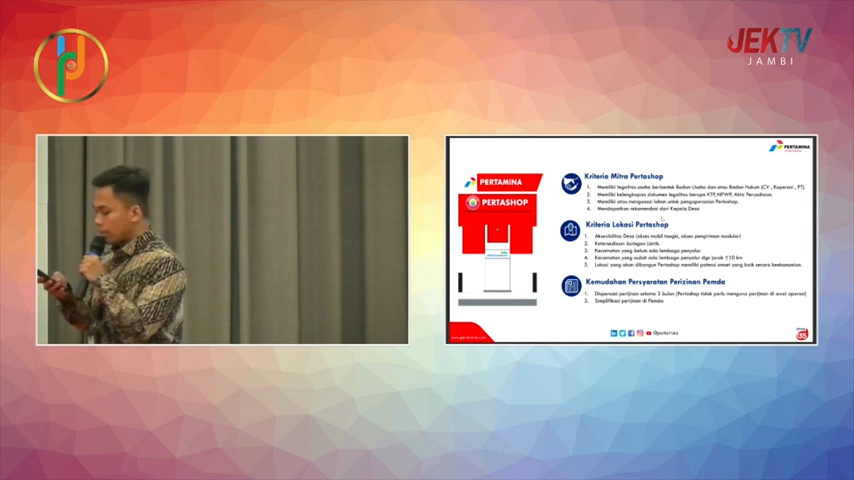 JEKTV
JAMBI
PERTAMINA
PERTAMINA
PERTASHOP
Kriteria Mitra Pertashop
1. Memiliki legalitas usaha berbentuk Badan Usaha dan atau Badan Hukum (CV , Koperasi , PT).
2. Memiliki kelengkapan dokumen legalitas berupa KTP, NPWP, Akta Perusahaan.
3. Memiliki atau menguasai lahan untuk pengoperasian Pertashop.
4. Mendapatkan rekomendasi dari Kepala Desa
Kriteria Lokasi Pertashop
1. Aksesibilitas Desa (akses mobil tangki, akses pengiriman modular)
2. Ketersediaan Jaringan Listrik.
3. Kecamatan yang belum ada lembaga penyalur.
4. Kecamatan yang sudah ada lembaga penyalur dgn jarak ±10 km
5. Lokasi yang akan dibangun Pertashop memiliki potensi omset yang baik secara keekonomian.
Kemudahan Persyaratan Perizinan Pemda
1. Dispensasi perijinan selama 3 bulan (Pertashop tidak perlu mengurus perijinan di awal operasi)
2. Simplifikasi perijinan di Pemda
www.pertamina.com
@pertamina
135